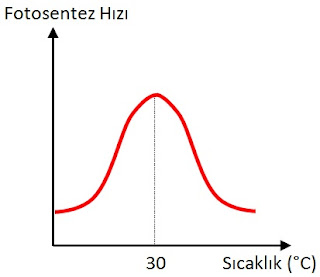 Fotosentez Hızı
30
Sıcaklık (°C)